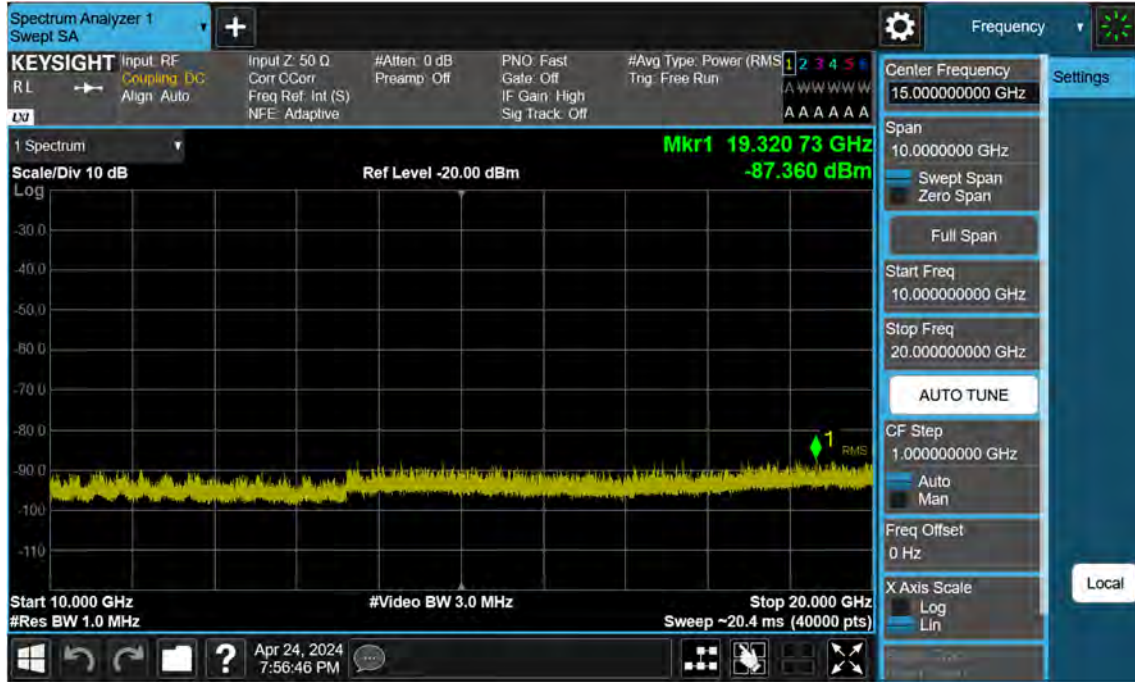 Spectrum Analyzer 1
Swept SA
Frequency
KEYSIGHT
RL
LXI
Input: RF
Coupling: DC
Align: Auto
Input Z: 50 Ω
Corr CCorr
Freq Ref: Int (S)
NFE: Adaptive
#Atten: 0 dB
Preamp: Off
PNO: Fast
Gate: Off
IF Gain: High
Sig Track: Off
#Avg Type: Power (RMS
Trig: Free Run
1 2 3 4 5 6
A W W W W W
A A A A A A
1 Spectrum
Mkr1 19.320 73 GHz
-87.360 dBm
Scale/Div 10 dB
Ref Level -20.00 dBm
Log
-30.0
-40.0
-50.0
-60.0
-70.0
-80.0
-90.0
-100
-110
1
RMS
Start 10.000 GHz
#Video BW 3.0 MHz
Stop 20.000 GHz
#Res BW 1.0 MHz
Sweep ~20.4 ms (40000 pts)
Center Frequency
15.000000000 GHz
Span
10.0000000 GHz
Swept Span
Zero Span
Full Span
Start Freq
10.000000000 GHz
Stop Freq
20.000000000 GHz
AUTO TUNE
CF Step
1.000000000 GHz
Auto
Man
Freq Offset
0 Hz
X Axis Scale
Log
Lin
Settings
Local
?
Apr 24, 2024
7:56:46 PM